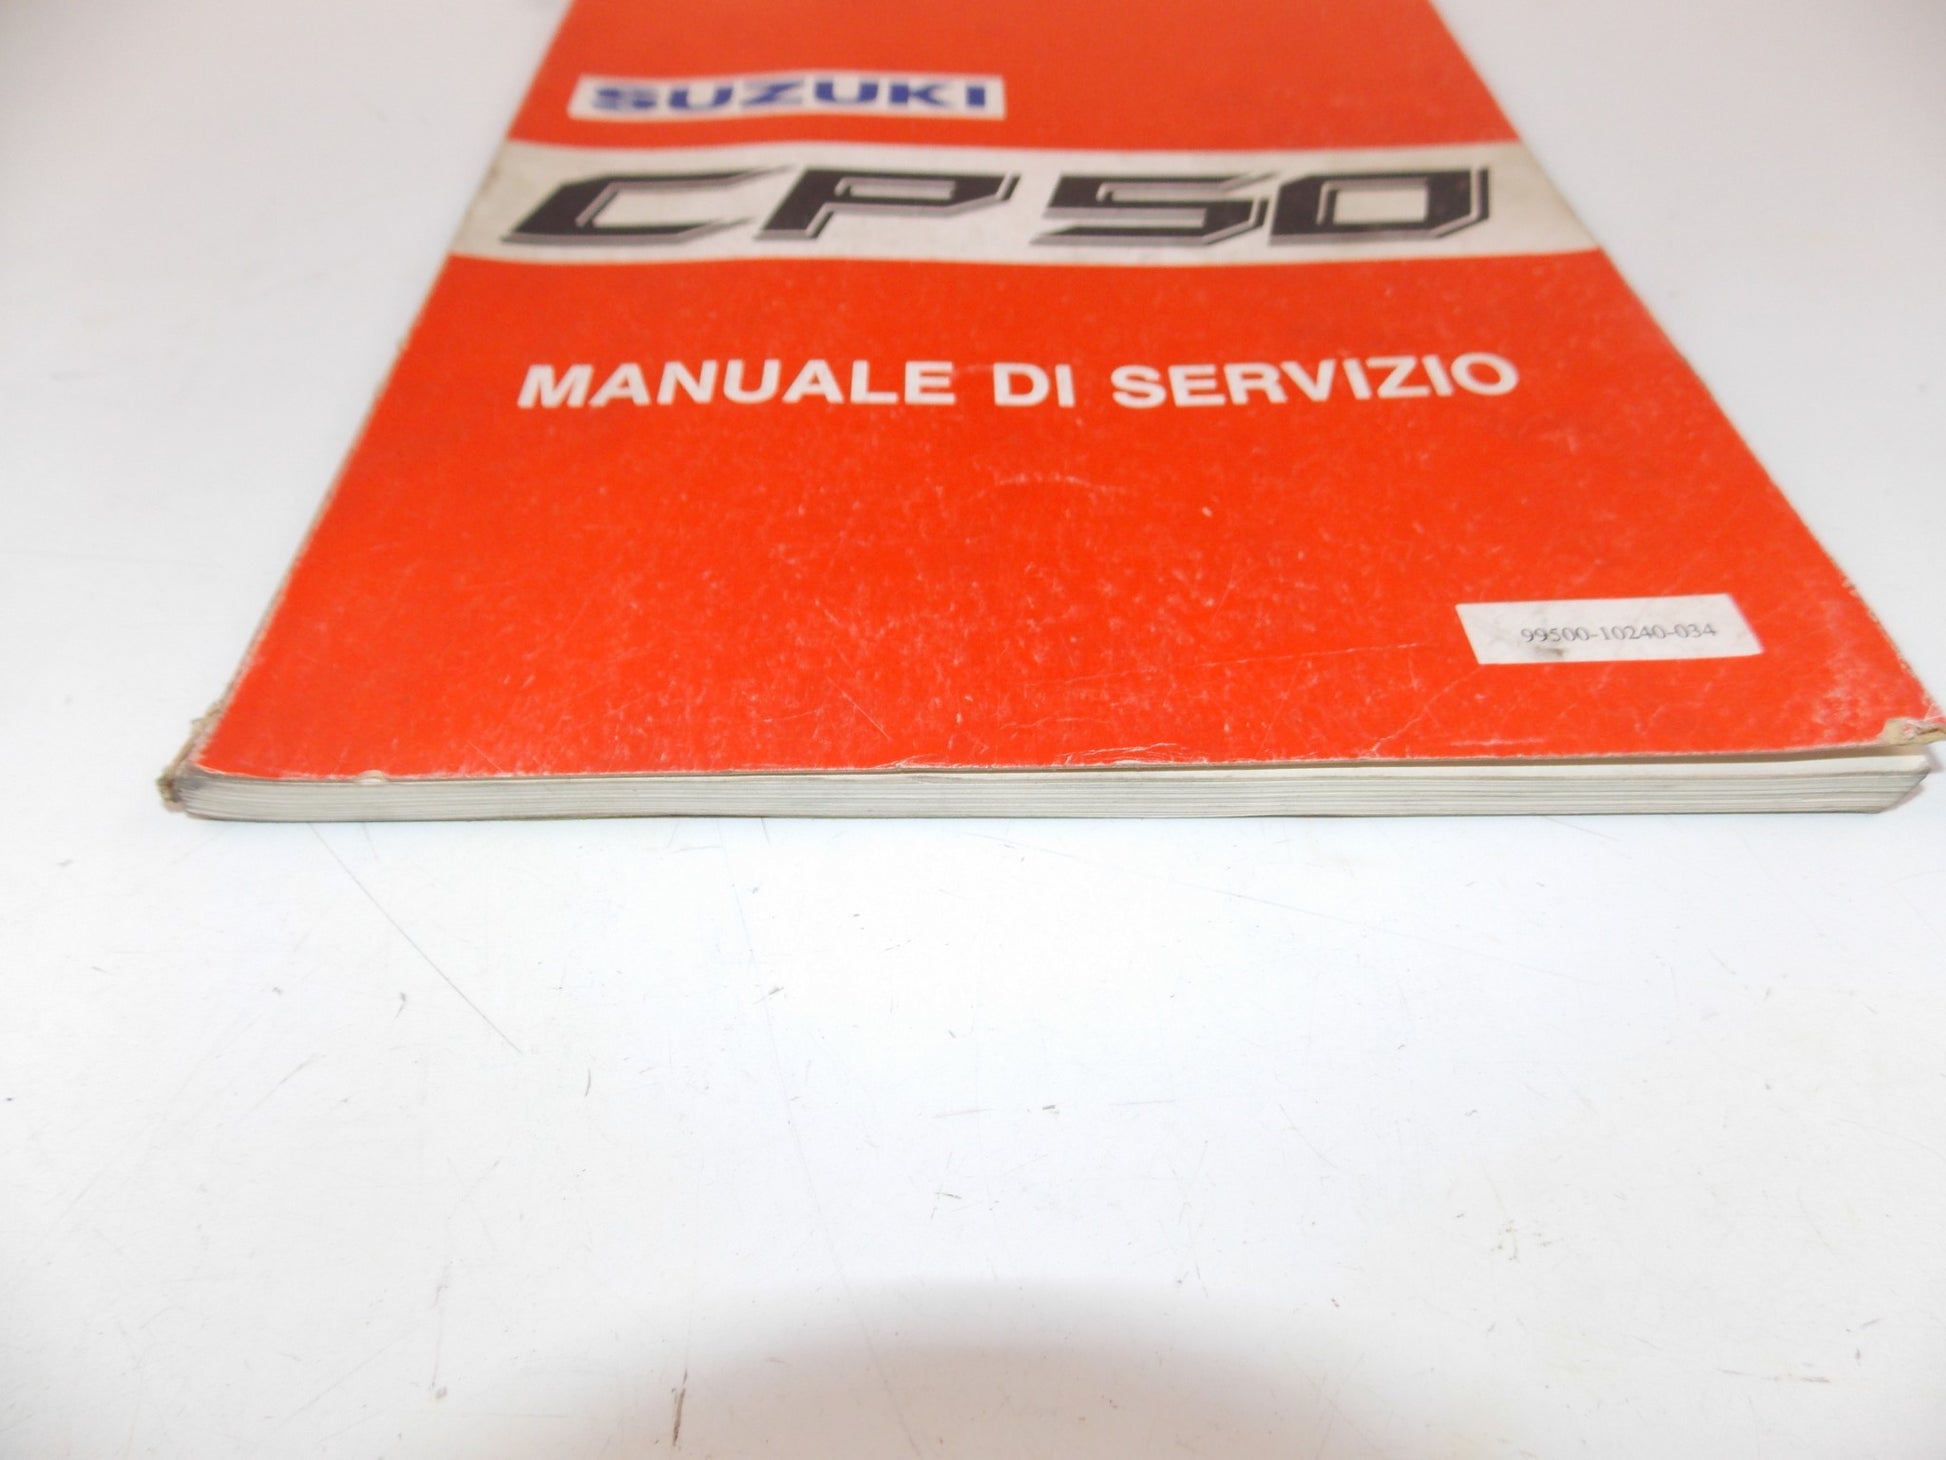 SUZUKI
CP50
MANUALE DI SERVIZIO
99500-10240-034